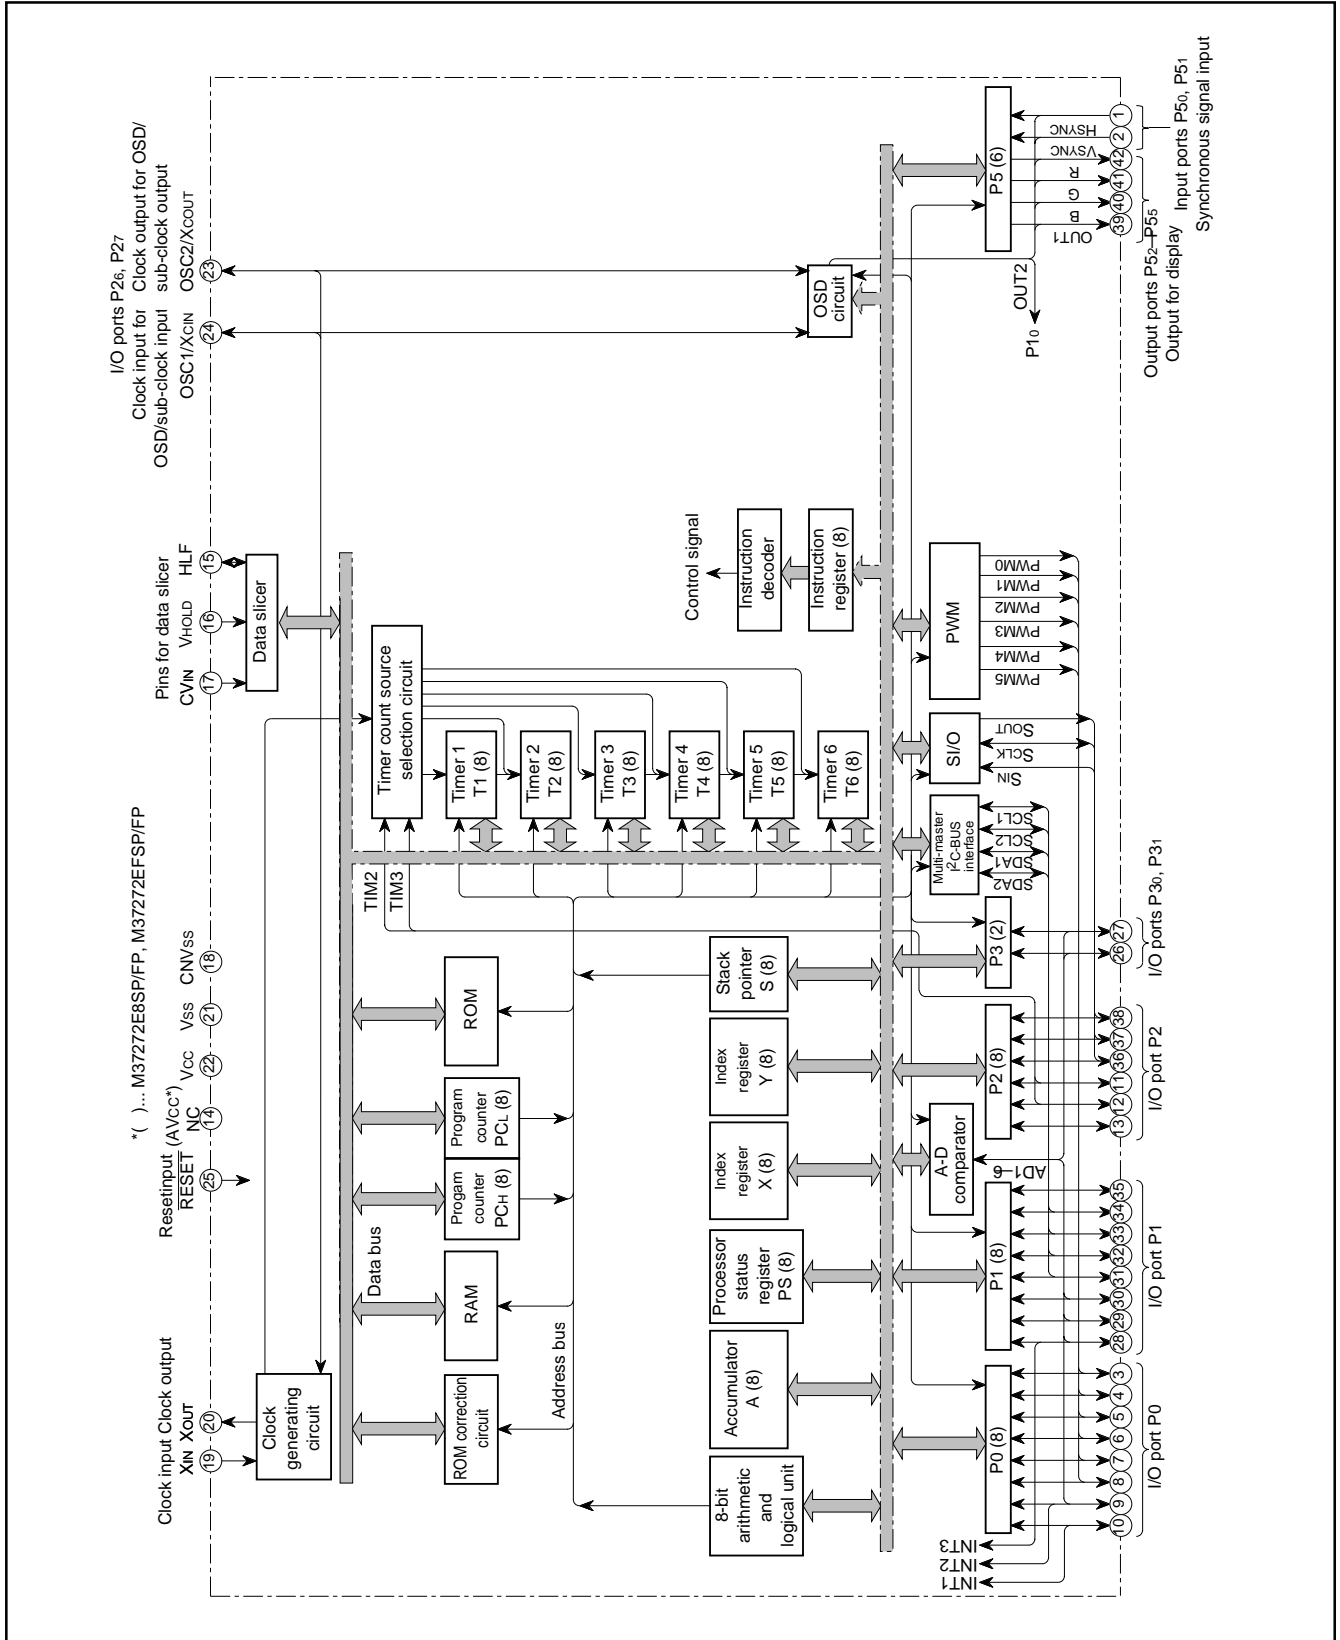 *( )... M37272E8SP/FP, M37272EFSP/FP
Clock input Clock output
XIN XOUT
19
20
Resetinput
RESET
25
(AVCC*)
NC
14
VCC
22
VSS
21
CNVSS
18
Pins for data slicer
CVIN VHOLD HLF
17
16
15
I/O ports P26, P27
Clock input for
OSD/sub-clock input
OSC1/XCIN
24
Clock output for OSD/
sub-clock output
OSC2/XCOUT
23
Clock
generating
circuit
Data slicer
Data bus
ROM correction
circuit
RAM
Progam
counter
PCH (8)
Program
counter
PCL (8)
ROM
Address bus
TIM2
TIM3
Timer count source
selection circuit
Timer 1
T1 (8)
Timer 2
T2 (8)
Timer 3
T3 (8)
Timer 4
T4 (8)
Timer 5
T5 (8)
Timer 6
T6 (8)
8-bit
arithmetic
and
logical unit
Accumulator
A (8)
Processor
status
register
PS (8)
Index
register
X (8)
Index
register
Y (8)
Stack
pointer
S (8)
Control signal
Instruction
decoder
Instruction
register (8)
OSD
circuit
INT1
INT2
INT3
P0 (8)
P1 (8)
A-D
comparator
AD1–6
P2 (8)
P3 (2)
Multi-master
I²C-BUS
interface
SDA2
SDA1
SCL2
SCL1
SI/O
SIN
SCLK
SOUT
PWM
PWM5
PWM4
PWM3
PWM2
PWM1
PWM0
OUT2
P10
P5 (6)
OUT1
B
G
R
VSYNC
HSYNC
10
9
8
7
6
5
4
3
I/O port P0
28
29
30
31
32
33
34
35
I/O port P1
13
12
11
36
37
38
I/O port P2
26
27
I/O ports P30, P31
39
40
41
42
2
1
Output ports P52–P55
Output for display
Input ports P50, P51
Synchronous signal input